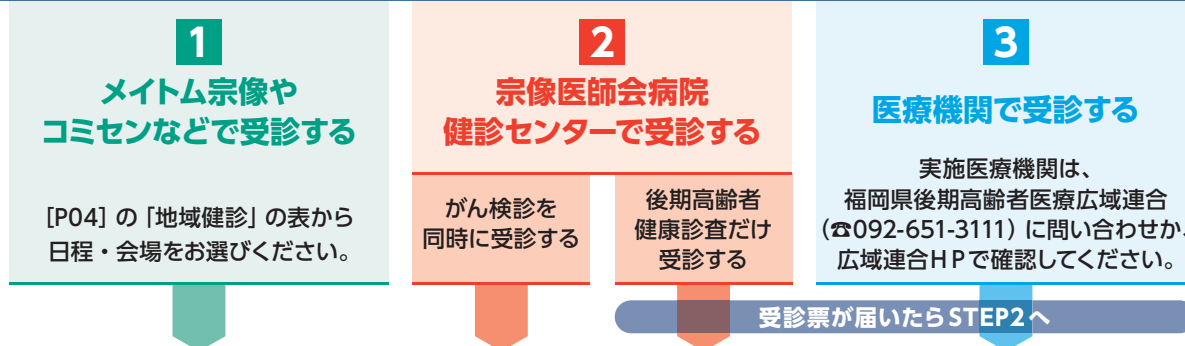 1
メイトム宗像や
コミセンなどで受診する
[P04] の「地域健診」の表から
日程・会場をお選びください。
2
宗像医師会病院
健診センターで受診する
がん検診を
同時に受診する
後期高齢者
健康診査だけ
受診する
3
医療機関で受診する
実施医療機関は、
福岡県後期高齢者医療広域連合
(☎092-651-3111) に問い合わせか、
広域連合HPで確認してください。
受診票が届いたらSTEP2へ